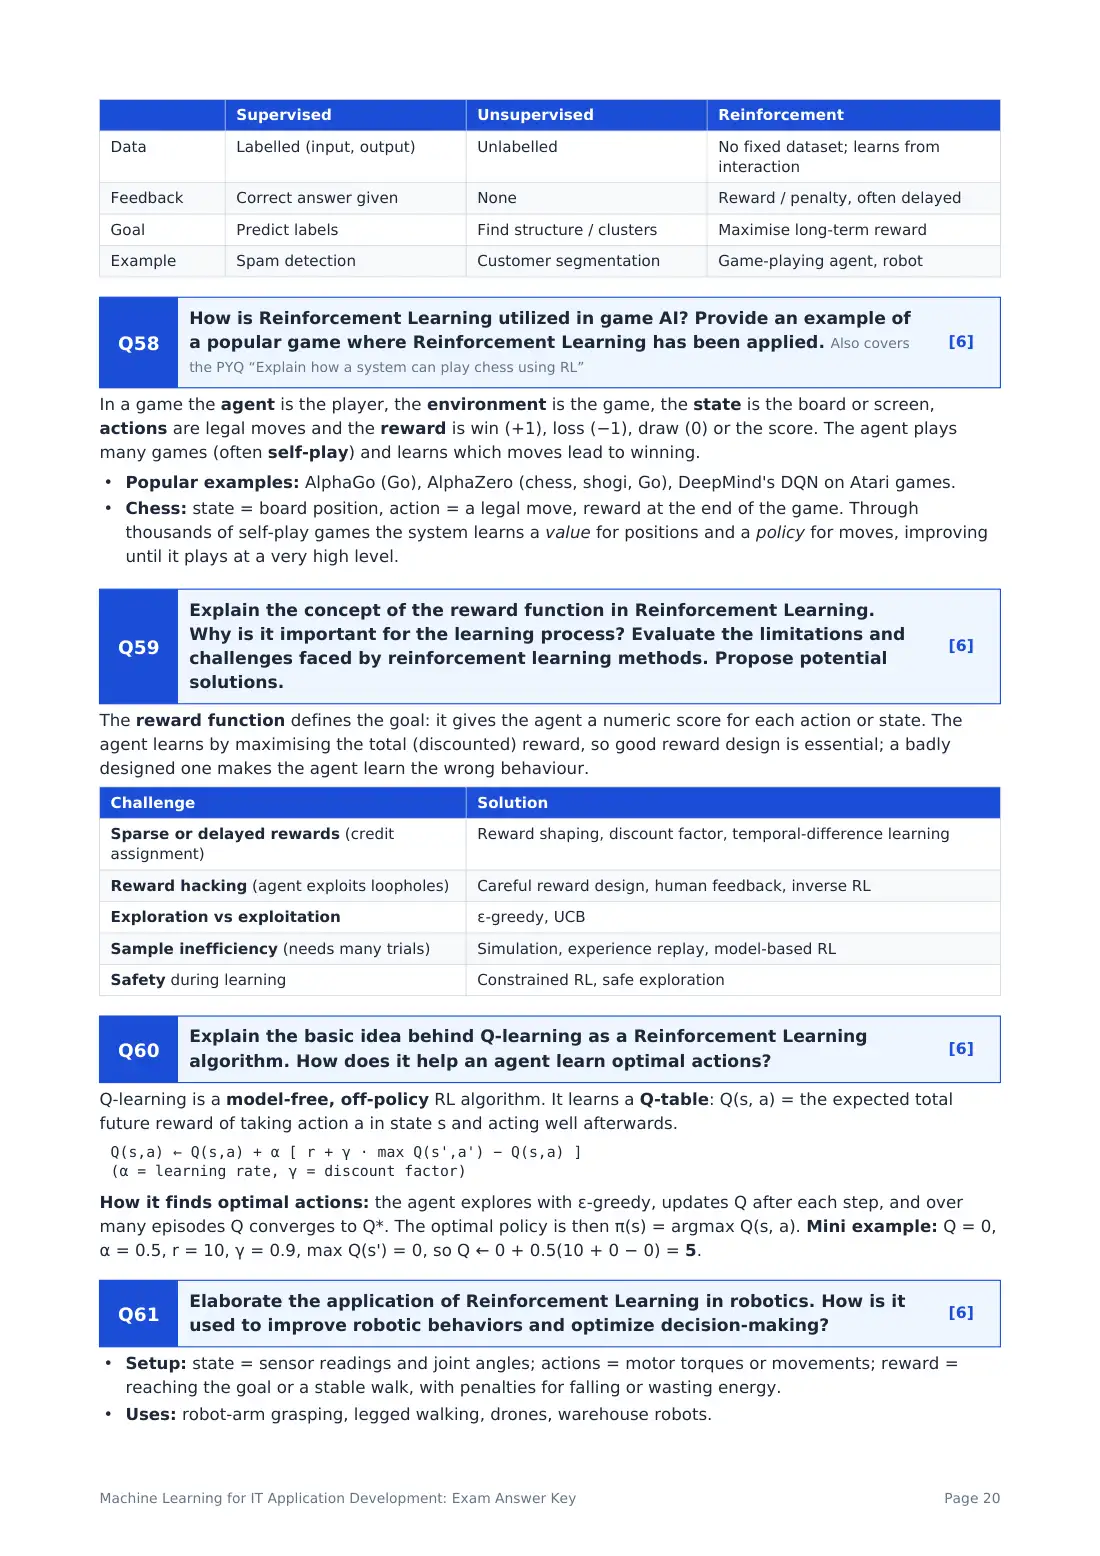 Supervised Unsupervised Reinforcement
Data Labelled (input, output) Unlabelled No fixed dataset; learns from
interaction
Feedback Correct answer given None Reward / penalty, often delayed
Goal Predict labels Find structure / clusters Maximise long-term reward
Example Spam detection Customer segmentation Game-playing agent, robot
Q58 How is Reinforcement Learning utilized in game AI? Provide an example of
a popular game where Reinforcement Learning has been applied. Also covers [6]
the PYQ “Explain how a system can play chess using RL”
In a game the agent is the player, the environment is the game, the state is the board or screen,
actions are legal moves and the reward is win (+1), loss (−1), draw (0) or the score. The agent plays
many games (often self-play) and learns which moves lead to winning.
• Popular examples: AlphaGo (Go), AlphaZero (chess, shogi, Go), DeepMind's DQN on Atari games.
• Chess: state = board position, action = a legal move, reward at the end of the game. Through
thousands of self-play games the system learns a value for positions and a policy for moves, improving
until it plays at a very high level.
Q59 Explain the concept of the reward function in Reinforcement Learning.
Why is it important for the learning process? Evaluate the limitations and [6]
challenges faced by reinforcement learning methods. Propose potential
solutions.
The reward function defines the goal: it gives the agent a numeric score for each action or state. The
agent learns by maximising the total (discounted) reward, so good reward design is essential; a badly
designed one makes the agent learn the wrong behaviour.
Challenge Solution
Sparse or delayed rewards (credit Reward shaping, discount factor, temporal-difference learning
assignment)
Reward hacking (agent exploits loopholes) Careful reward design, human feedback, inverse RL
Exploration vs exploitation ε-greedy, UCB
Sample inefficiency (needs many trials) Simulation, experience replay, model-based RL
Safety during learning Constrained RL, safe exploration
Q60 Explain the basic idea behind Q-learning as a Reinforcement Learning [6]
algorithm. How does it help an agent learn optimal actions?
Q-learning is a model-free, off-policy RL algorithm. It learns a Q-table: Q(s, a) = the expected total
future reward of taking action a in state s and acting well afterwards.
Q(s,a) ← Q(s,a) + α [ r + γ · max Q(s',a') − Q(s,a) ]
(α = learning rate, γ = discount factor)
How it finds optimal actions: the agent explores with ε-greedy, updates Q after each step, and over
many episodes Q converges to Q*. The optimal policy is then π(s) = argmax Q(s, a). Mini example: Q = 0,
α = 0.5, r = 10, γ = 0.9, max Q(s') = 0, so Q ← 0 + 0.5(10 + 0 − 0) = 5.
Q61 Elaborate the application of Reinforcement Learning in robotics. How is it [6]
used to improve robotic behaviors and optimize decision-making?
• Setup: state = sensor readings and joint angles; actions = motor torques or movements; reward =
reaching the goal or a stable walk, with penalties for falling or wasting energy.
• Uses: robot-arm grasping, legged walking, drones, warehouse robots.
Machine Learning for IT Application Development: Exam Answer Key Page 20